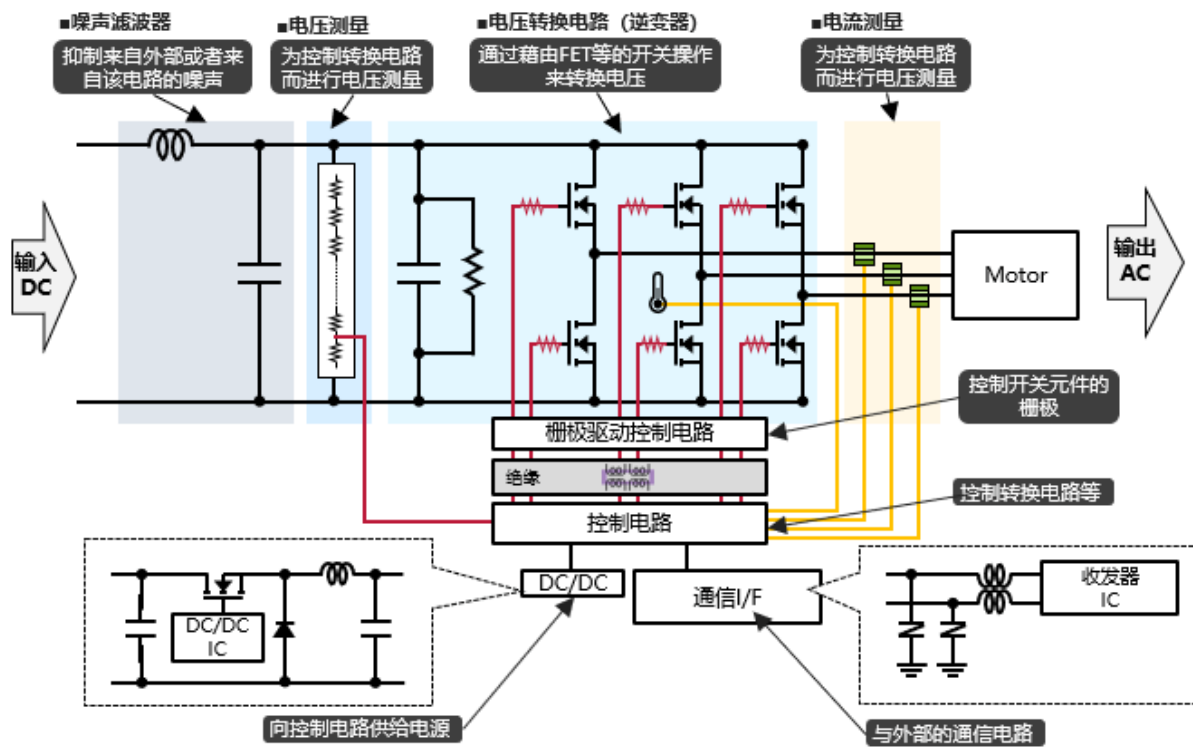 ■噪声滤波器
抑制来自外部或者来
自该电路的噪声
■电压测量
为控制转换电路
而进行电压测量
■电压转换电路（逆变器）
通过藉由FET等的开关操作
来转换电压
■电流测量
为控制转换电路
而进行电压测量
输入
DC
Motor
输出
AC
控制开关元件的
栅极
栅极驱动控制电路
绝缘
控制电路
控制转换电路等
DC/DC
通信I/F
DC/DC
IC
收发器
IC
向控制电路供给电源
与外部的通信电路